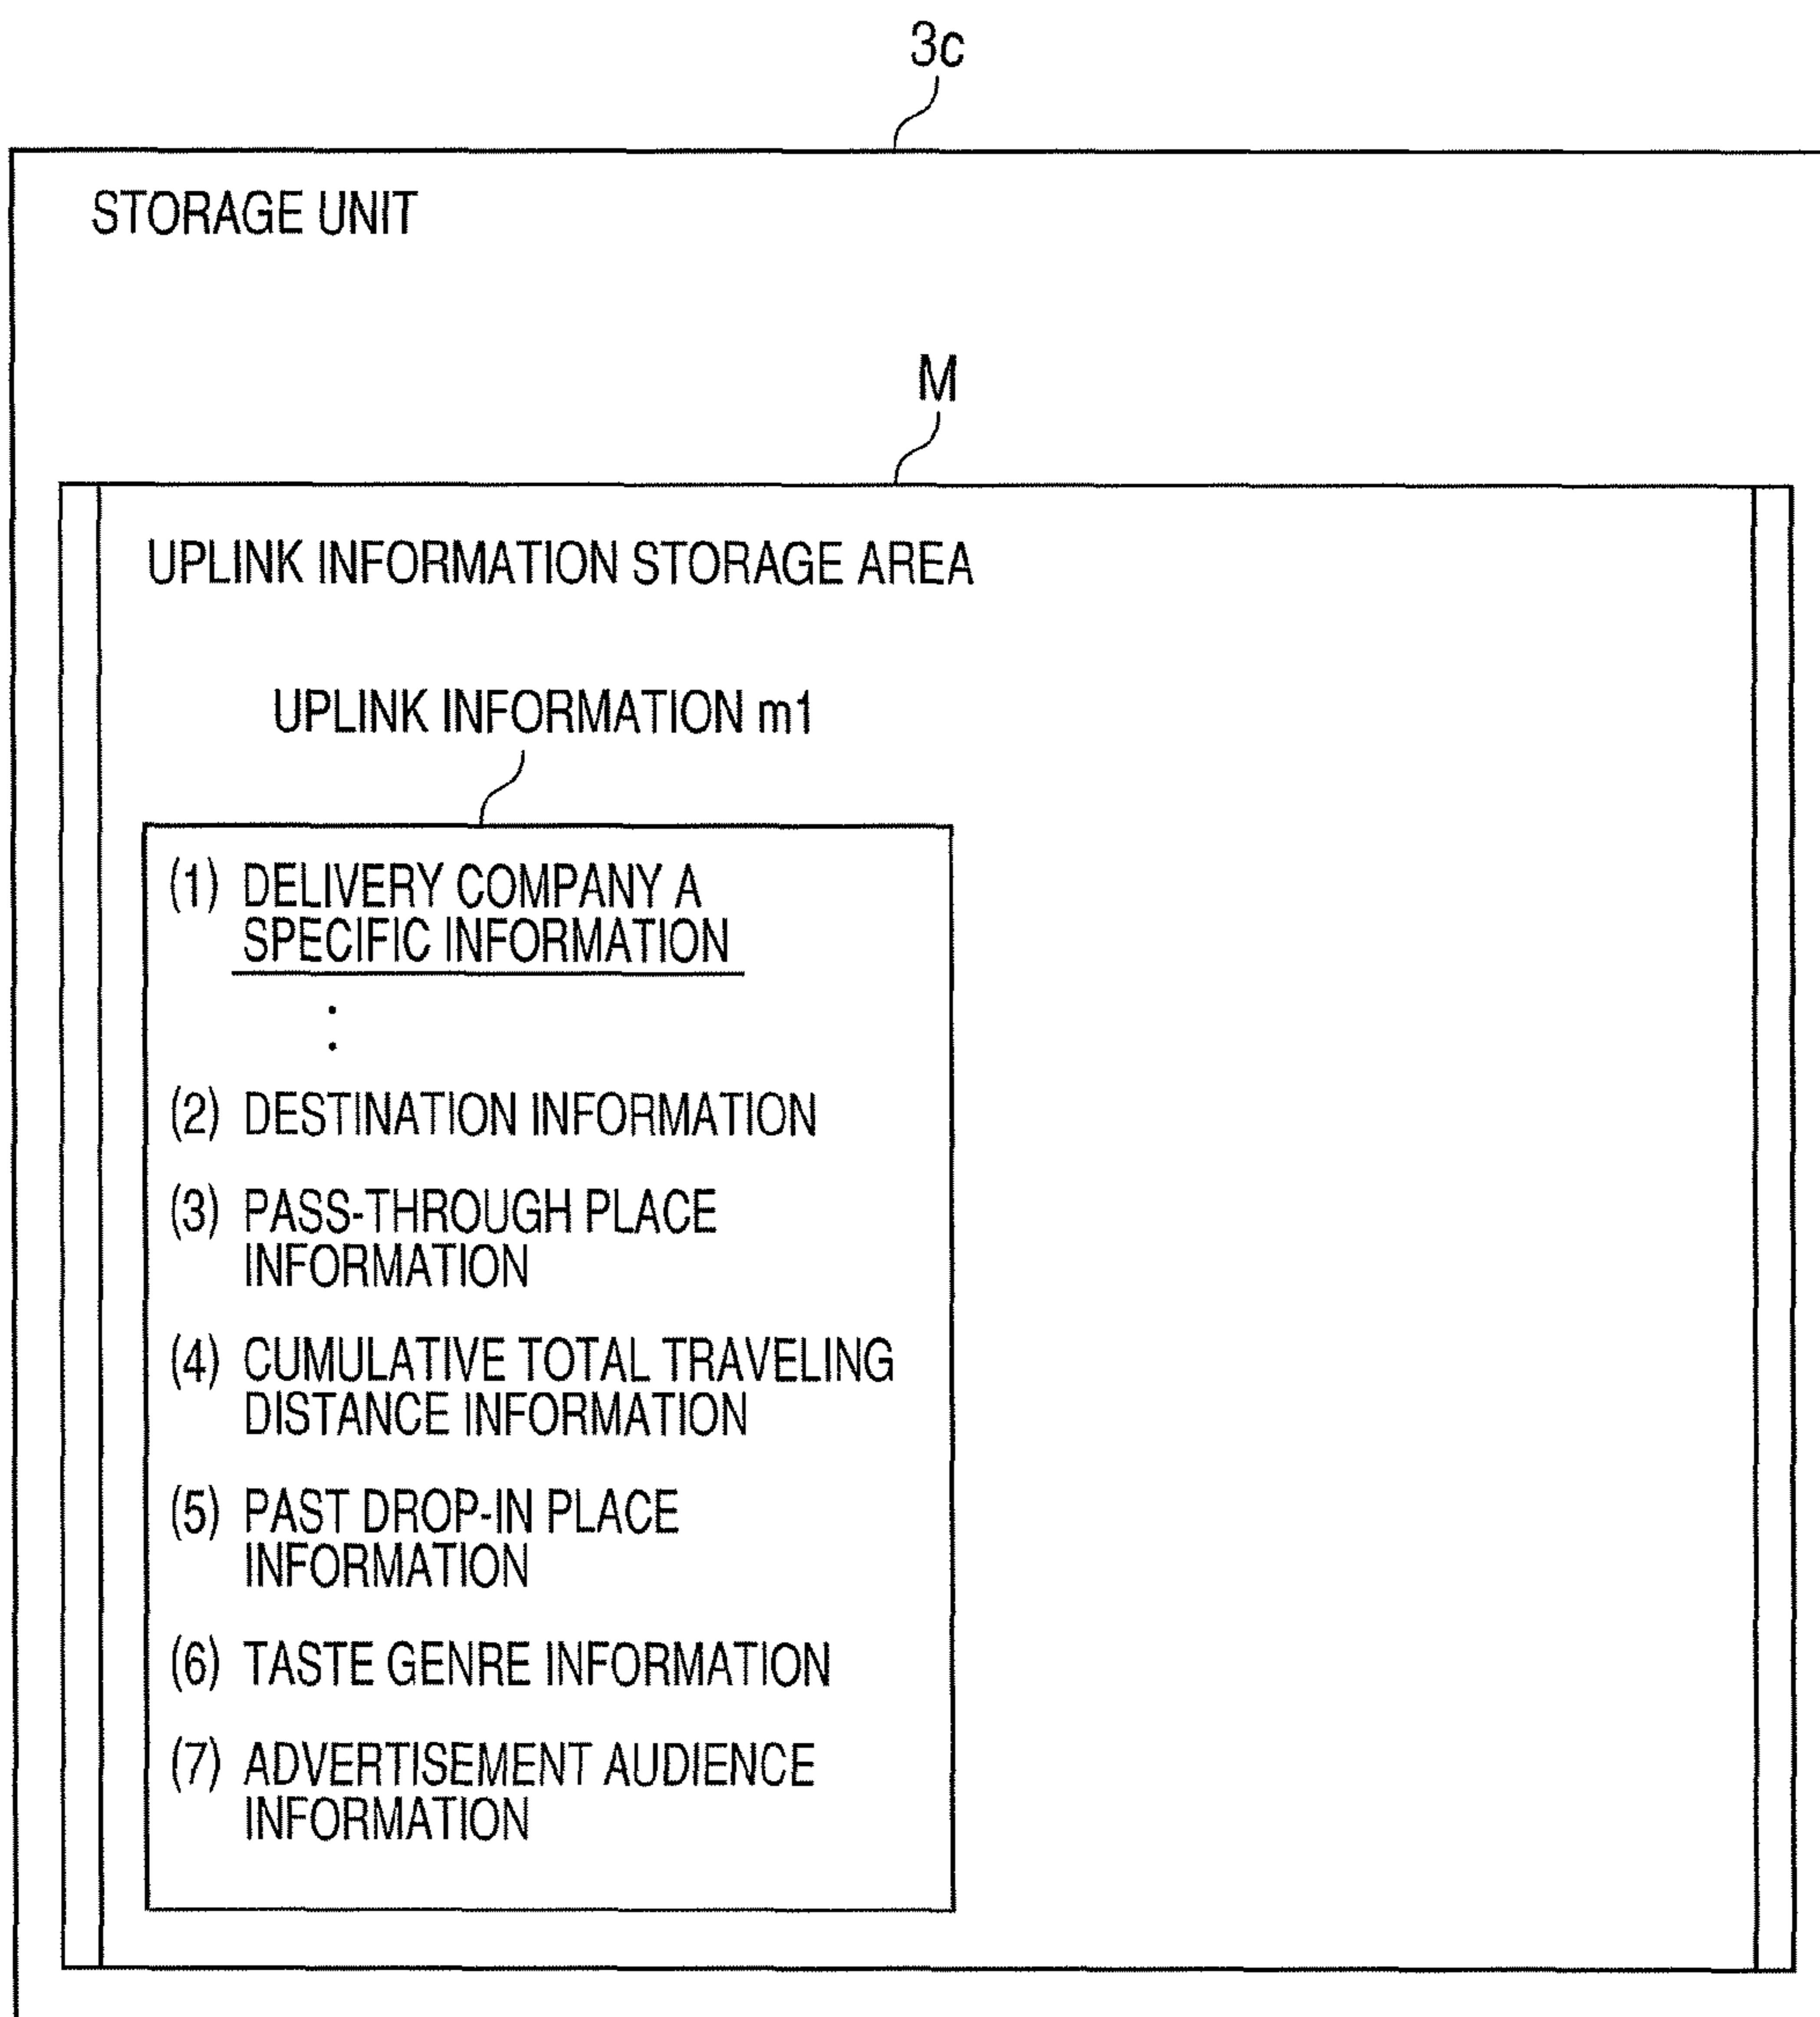 3c
STORAGE UNIT
M
UPLINK INFORMATION STORAGE AREA
UPLINK INFORMATION m1
(1) DELIVERY COMPANY A
SPECIFIC INFORMATION
:
(2) DESTINATION INFORMATION
(3) PASS-THROUGH PLACE
INFORMATION
(4) CUMULATIVE TOTAL TRAVELING
DISTANCE INFORMATION
(5) PAST DROP-IN PLACE
INFORMATION
(6) TASTE GENRE INFORMATION
(7) ADVERTISEMENT AUDIENCE
INFORMATION